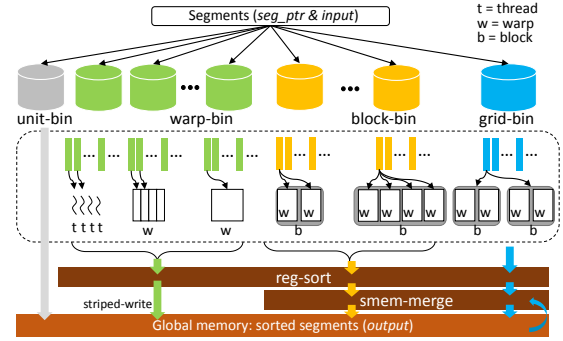 Segments (seg_ptr & input)
t = thread
w = warp
b = block
unit-bin
warp-bin
block-bin
grid-bin
t t t t
w
w
w w
b
w w w w
b
w w
b
w w
b
reg-sort
striped-write
smem-merge
Global memory: sorted segments (output)